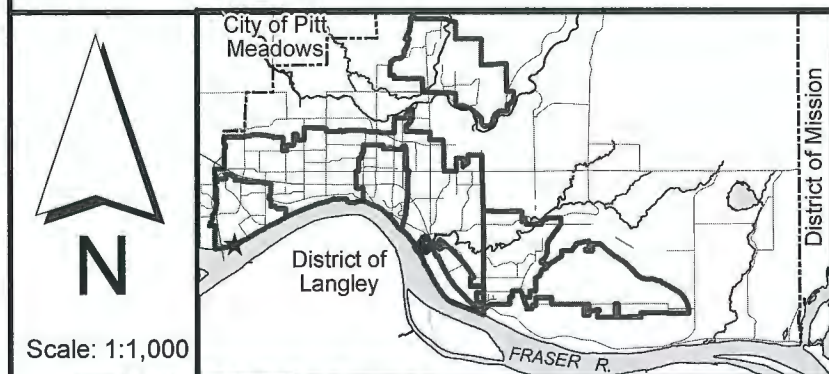 City of Pitt
Meadows
District of Mission
N
District of
Langley
Scale: 1:1,000
FRASER R.